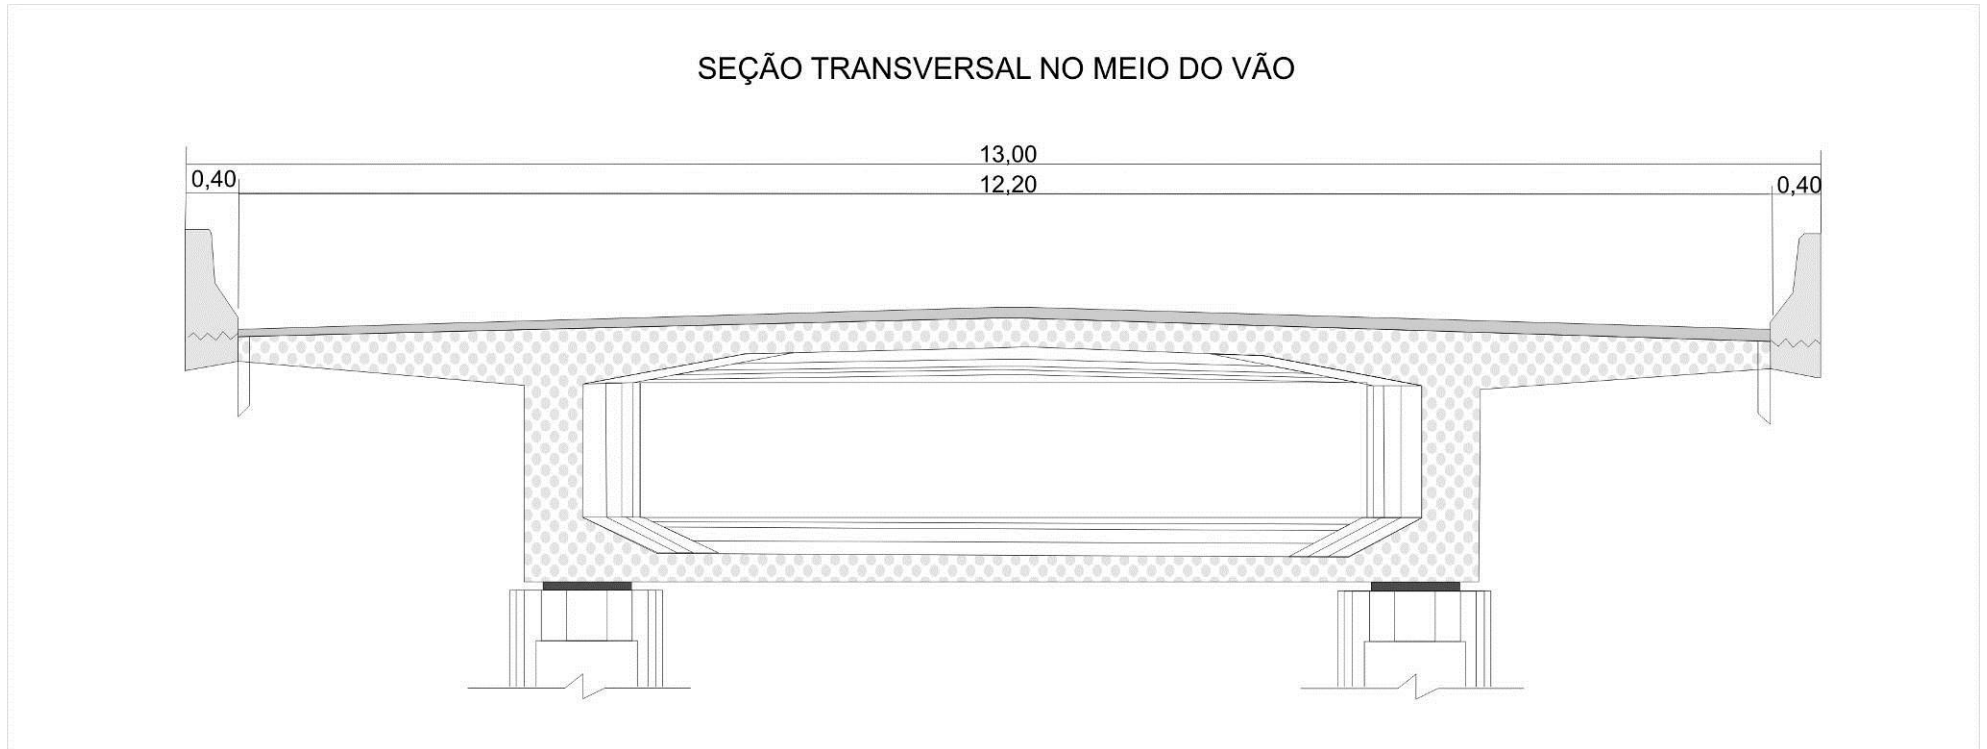 SEÇÃO TRANSVERSAL NO MEIO DO VÃO
13,00
0,40
12,20
0,40